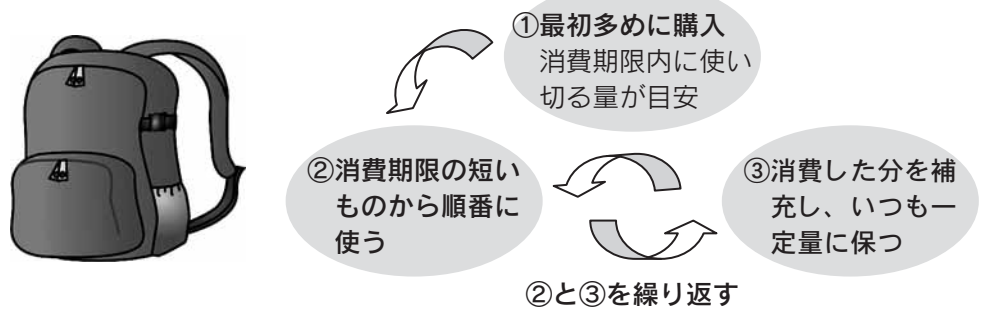 ①最初多めに購入
消費期限内に使い
切る量が目安
②消費期限の短い
ものから順番に
使う
③消費した分を補
充し、いつも一
定量に保つ
②と③を繰り返す